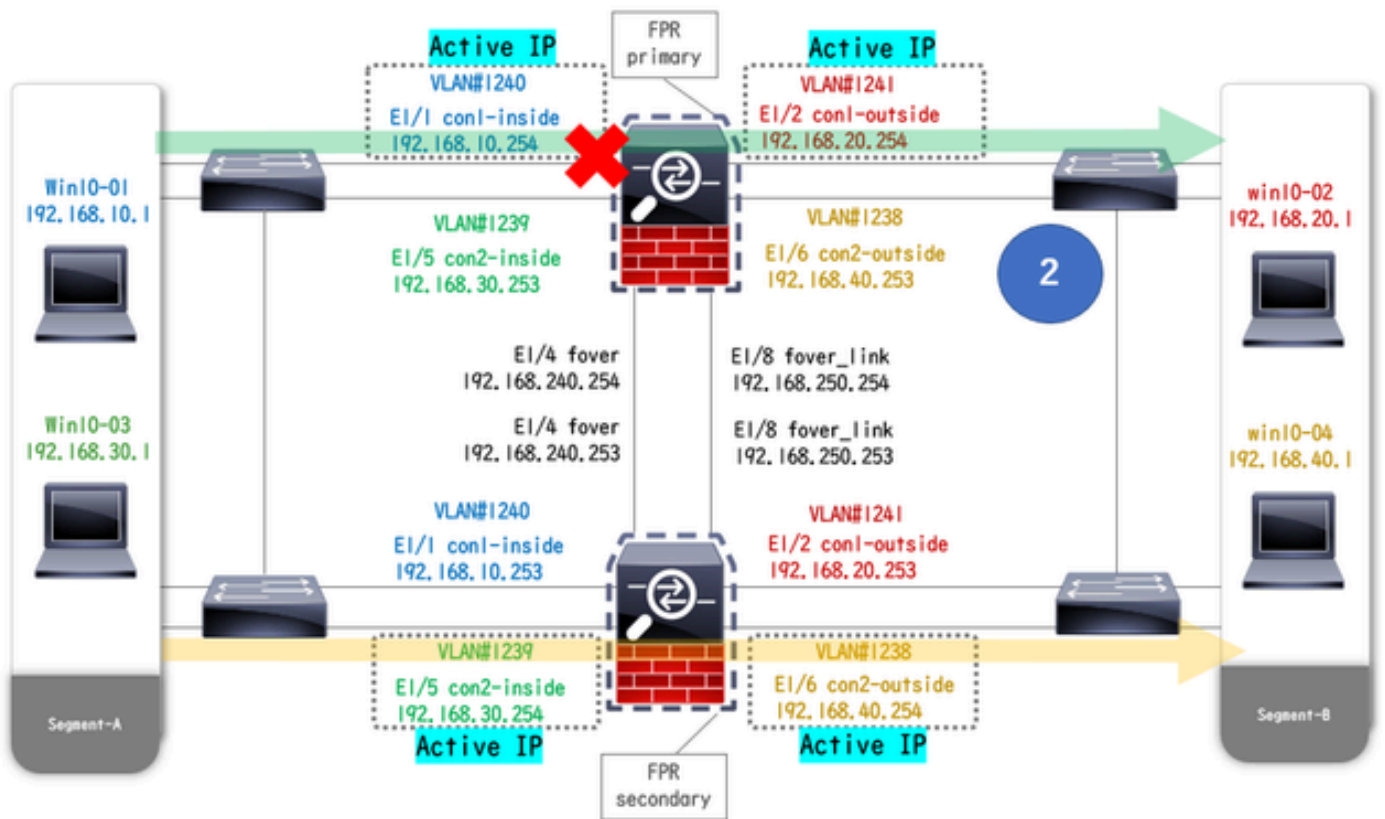 FPR
primary
Active IP
VLAN#1240
E1/1 con1-inside
192.168.10.254
Active IP
VLAN#1241
E1/2 con1-outside
192.168.20.254
Win10-01
192.168.10.1
VLAN#1239
E1/5 con2-inside
192.168.30.253
VLAN#1238
E1/6 con2-outside
192.168.40.253
2
win10-02
192.168.20.1
E1/4 fover
192.168.240.254
E1/8 fover_link
192.168.250.254
Win10-03
192.168.30.1
E1/4 fover
192.168.240.253
E1/8 fover_link
192.168.250.253
win10-04
192.168.40.1
VLAN#1240
E1/1 con1-inside
192.168.10.253
VLAN#1241
E1/2 con1-outside
192.168.20.253
VLAN#1239
E1/5 con2-inside
192.168.30.254
Active IP
VLAN#1238
E1/6 con2-outside
192.168.40.254
Active IP
Segment-A
Segment-B
FPR
secondary